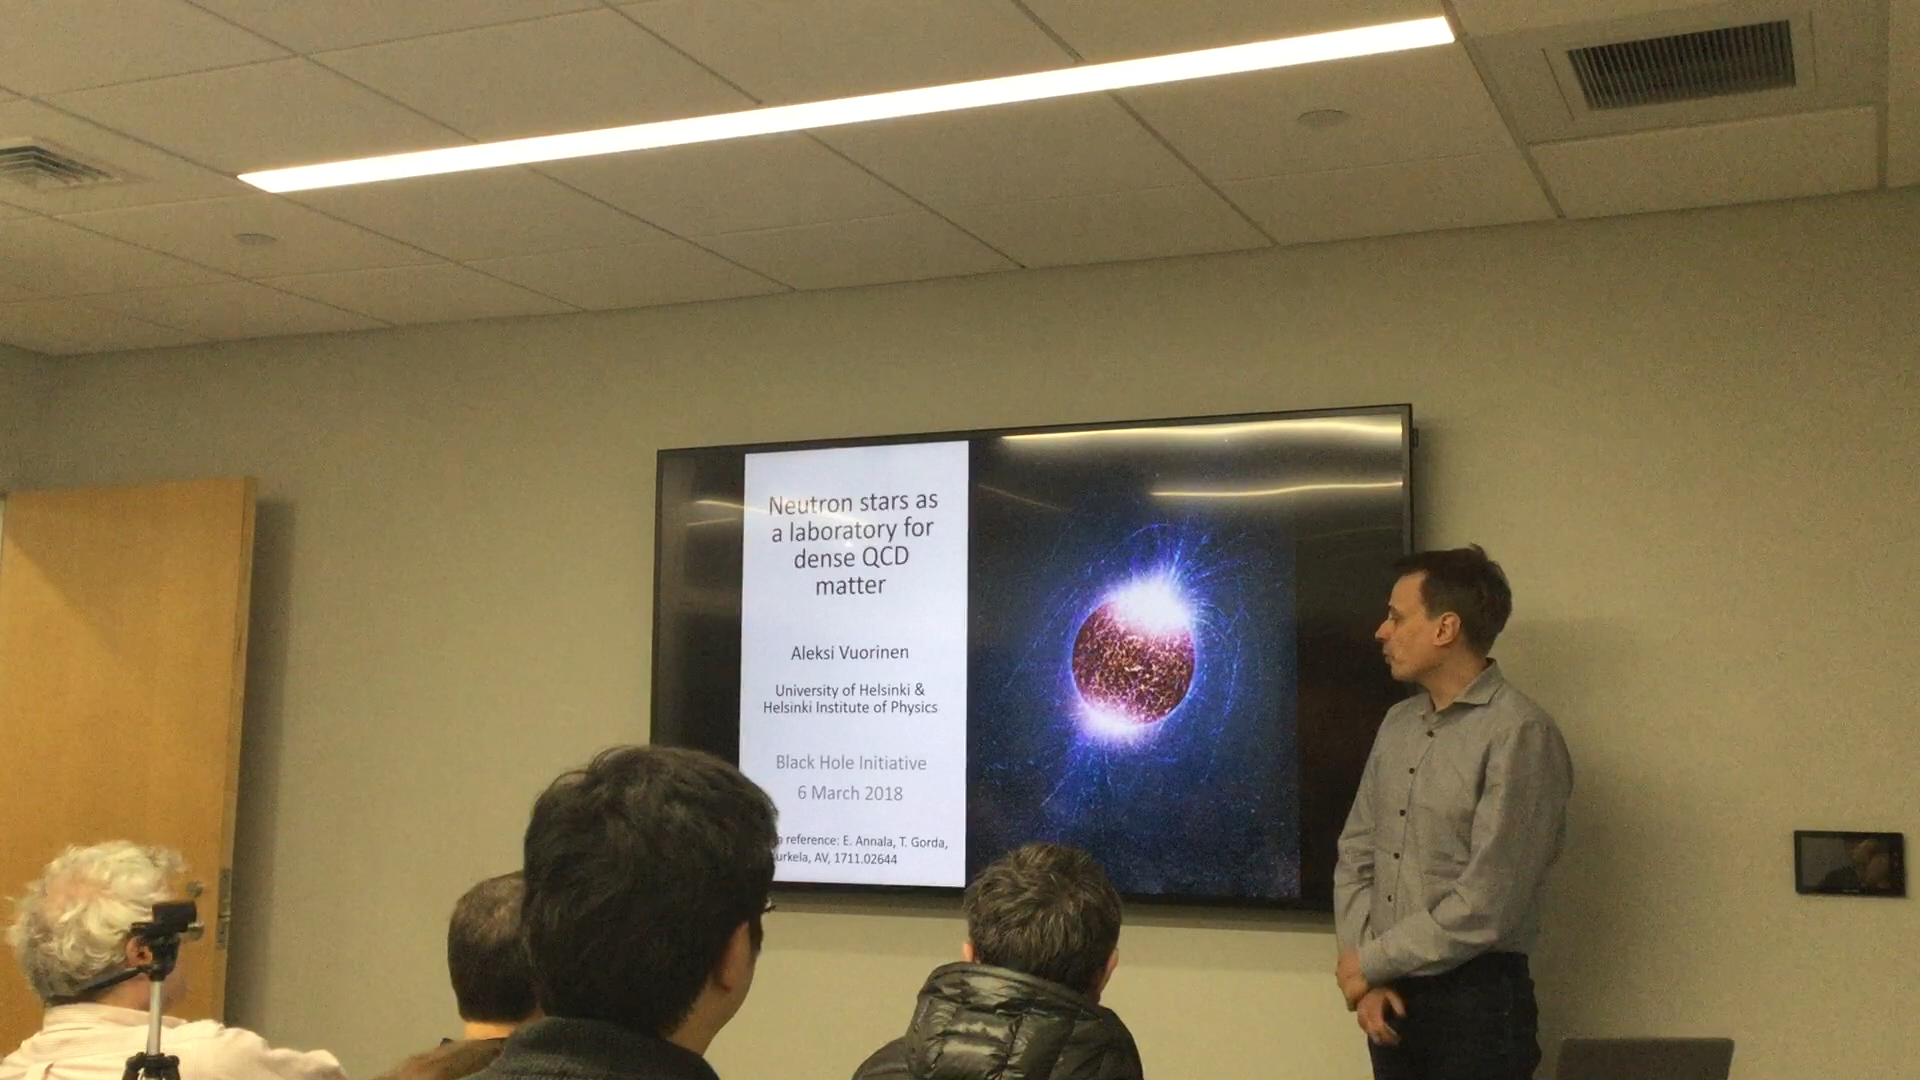 Neutron stars as
a laboratory for
dense QCD
matter
Aleksi Vuorinen
University of Helsinki &
Helsinki Institute of Physics
Black Hole Initiative
6 March 2018
reference: E. Annala, T. Gorda,
AV, 1711.02644